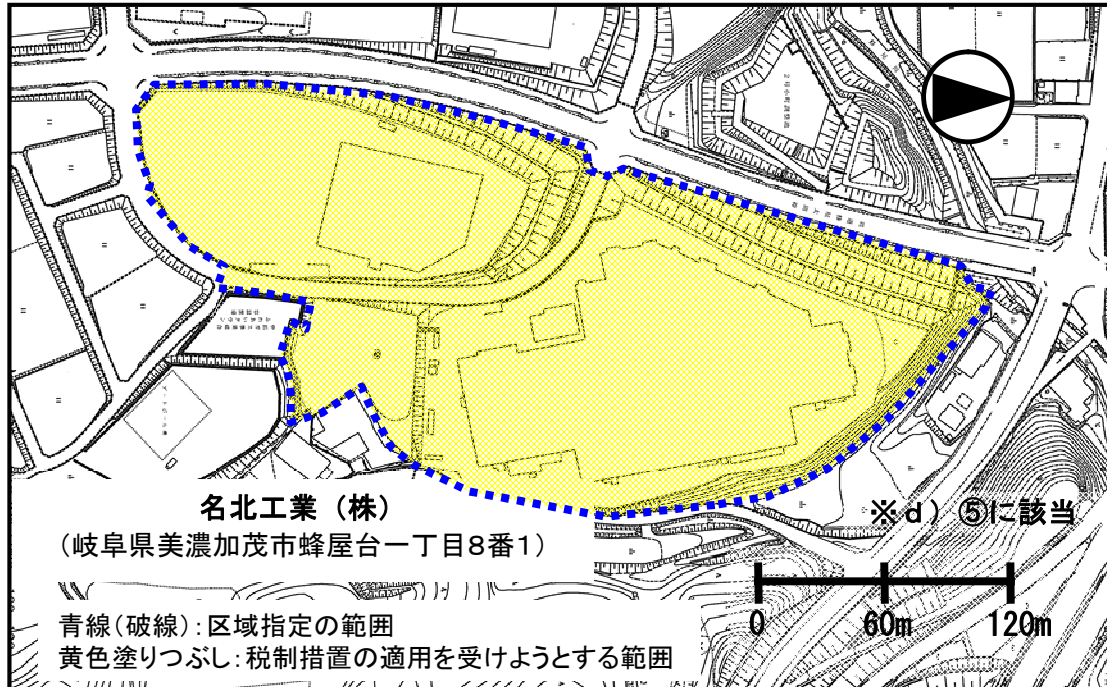 名北工業（株）
（岐阜県美濃加茂市蜂屋台一丁目８番１）
※ｄ） ⑤に該当
0 60m 120m
青線（破線）：区域指定の範囲
黄色塗りつぶし：税制措置の適用を受けようとする範囲